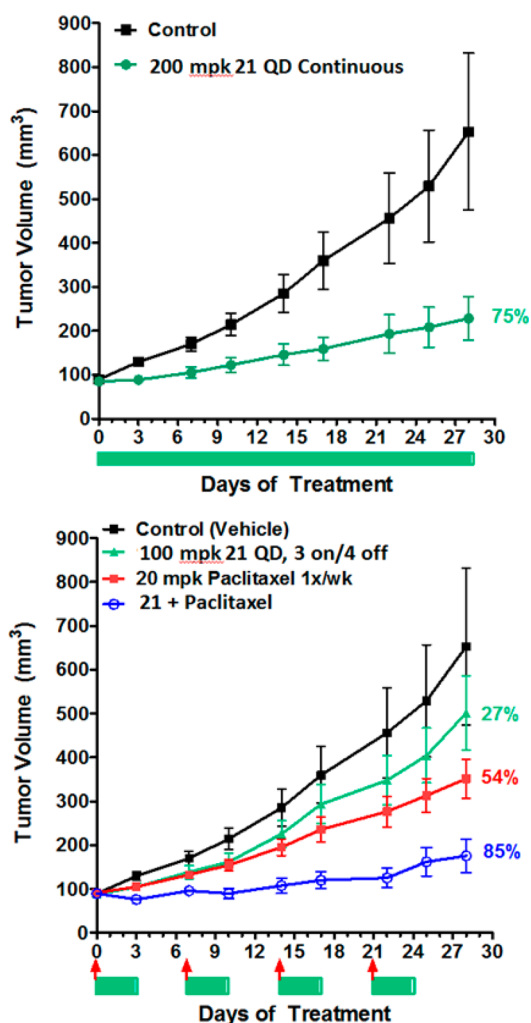 900
800
700
600
500
400
300
200
100
0
Tumor Volume (mm³)
Control
200 mpk 21 QD Continuous
75%
0 3 6 9 12 15 18 21 24 27 30
Days of Treatment
900
800
700
600
500
400
300
200
100
0
Tumor Volume (mm³)
Control (Vehicle)
100 mpk 21 QD, 3 on/4 off
20 mpk Paclitaxel 1x/wk
21 + Paclitaxel
27%
54%
85%
0 3 6 9 12 15 18 21 24 27 30
Days of Treatment